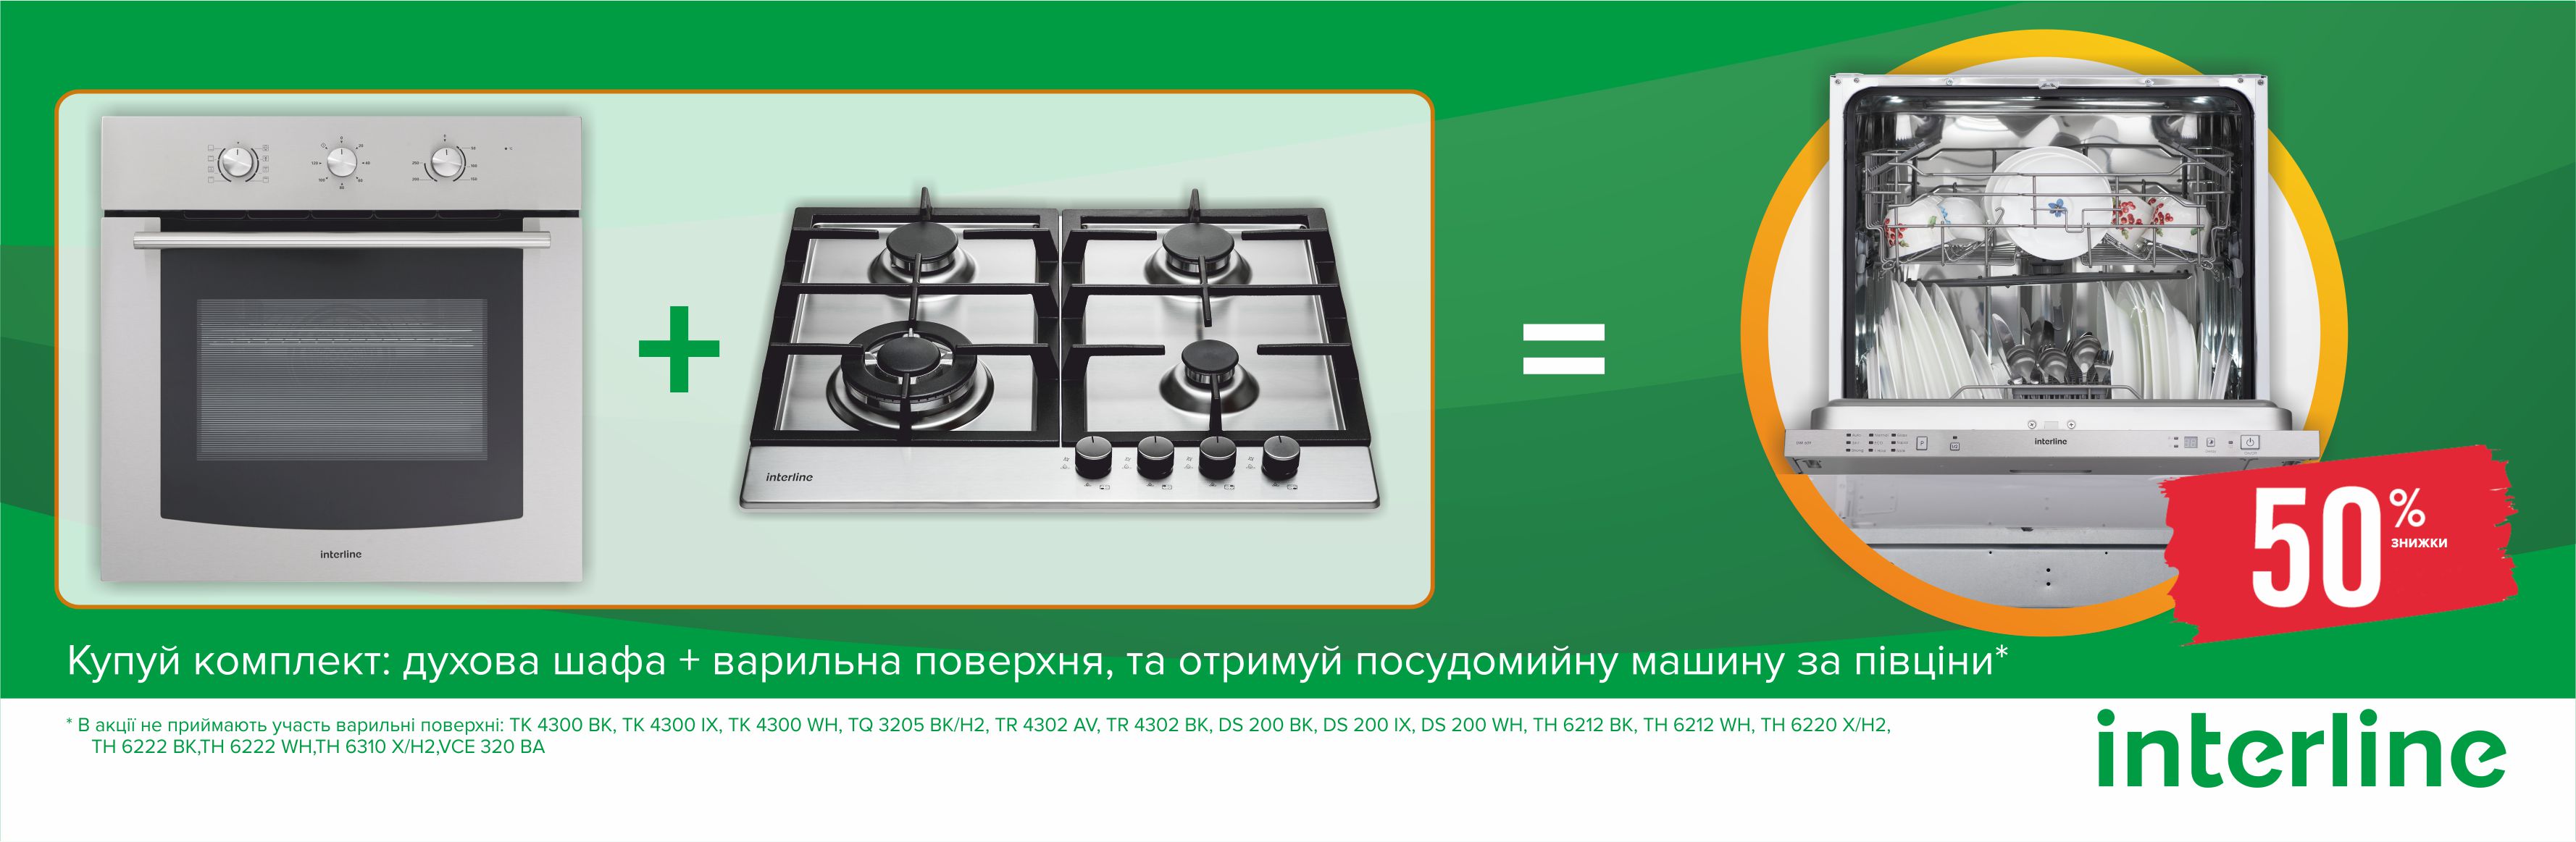 interline
interline
interline
50%
знижки
Купуй комплект: духова шафа + варильна поверхня, та отримуй посудомийну машину за півціни*
* В акції не приймають участь варильні поверхні: TK 4300 BK, TK 4300 IX, TK 4300 WH, TQ 3205 BK/H2, TR 4302 AV, TR 4302 BK, DS 200 BK, DS 200 IX, DS 200 WH, TH 6212 BK, TH 6212 WH, TH 6220 X/H2,
TH 6222 BK,TH 6222 WH,TH 6310 X/H2,VCE 320 BA
interline